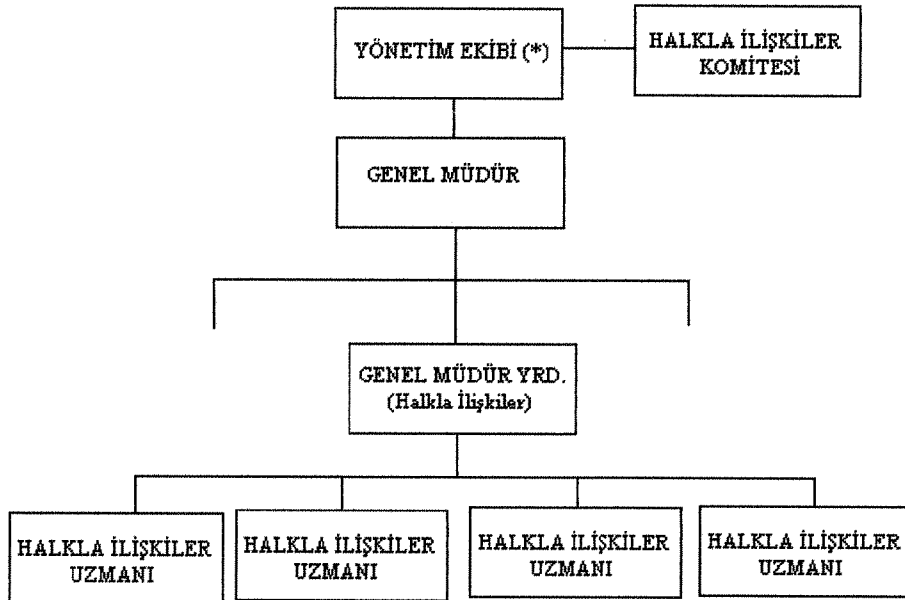 YÖNETİM EKİBİ (*)
HALKLA İLİŞKİLER
KOMİTESİ
GENEL MÜDÜR
GENEL MÜDÜR YRD.
(Halkla İlişkiler)
HALKLA İLİŞKİLER
UZMANI
HALKLA İLİŞKİLER
UZMANI
HALKLA İLİŞKİLER
UZMANI
HALKLA İLİŞKİLER
UZMANI